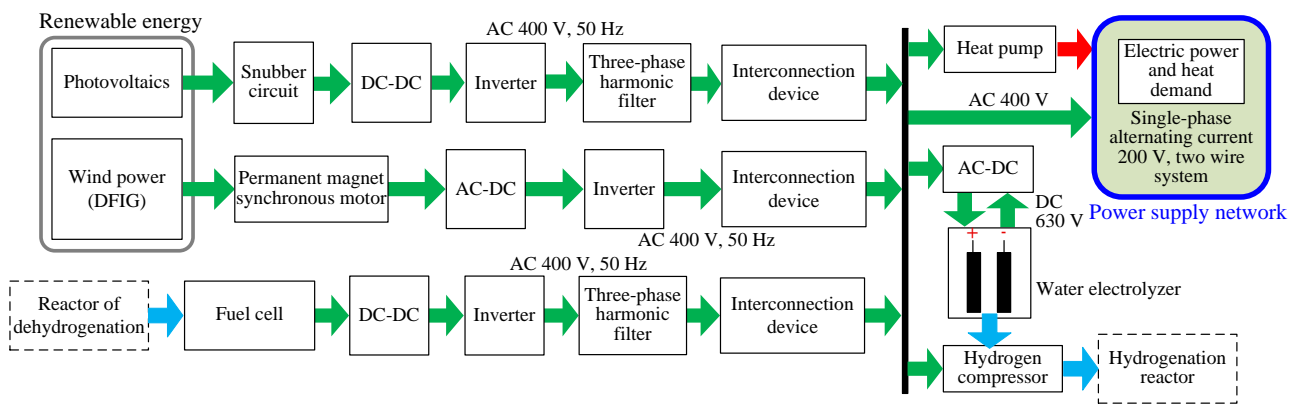 Renewable energy
AC 400 V, 50 Hz
Photovoltaics
Snubber
circuit
DC-DC
Inverter
Three-phase
harmonic
filter
Interconnection
device
Heat pump
Electric power
and heat
demand
AC 400 V
Single-phase
alternating current
200 V, two wire
system
Power supply network
Wind power
(DFIG)
Permanent magnet
synchronous motor
AC-DC
Inverter
Interconnection
device
AC 400 V, 50 Hz
AC-DC
DC
630 V
+ -
Water electrolyzer
AC 400 V, 50 Hz
Reactor of
dehydrogenation
Fuel cell
DC-DC
Inverter
Three-phase
harmonic
filter
Interconnection
device
Hydrogen
compressor
Hydrogenation
reactor